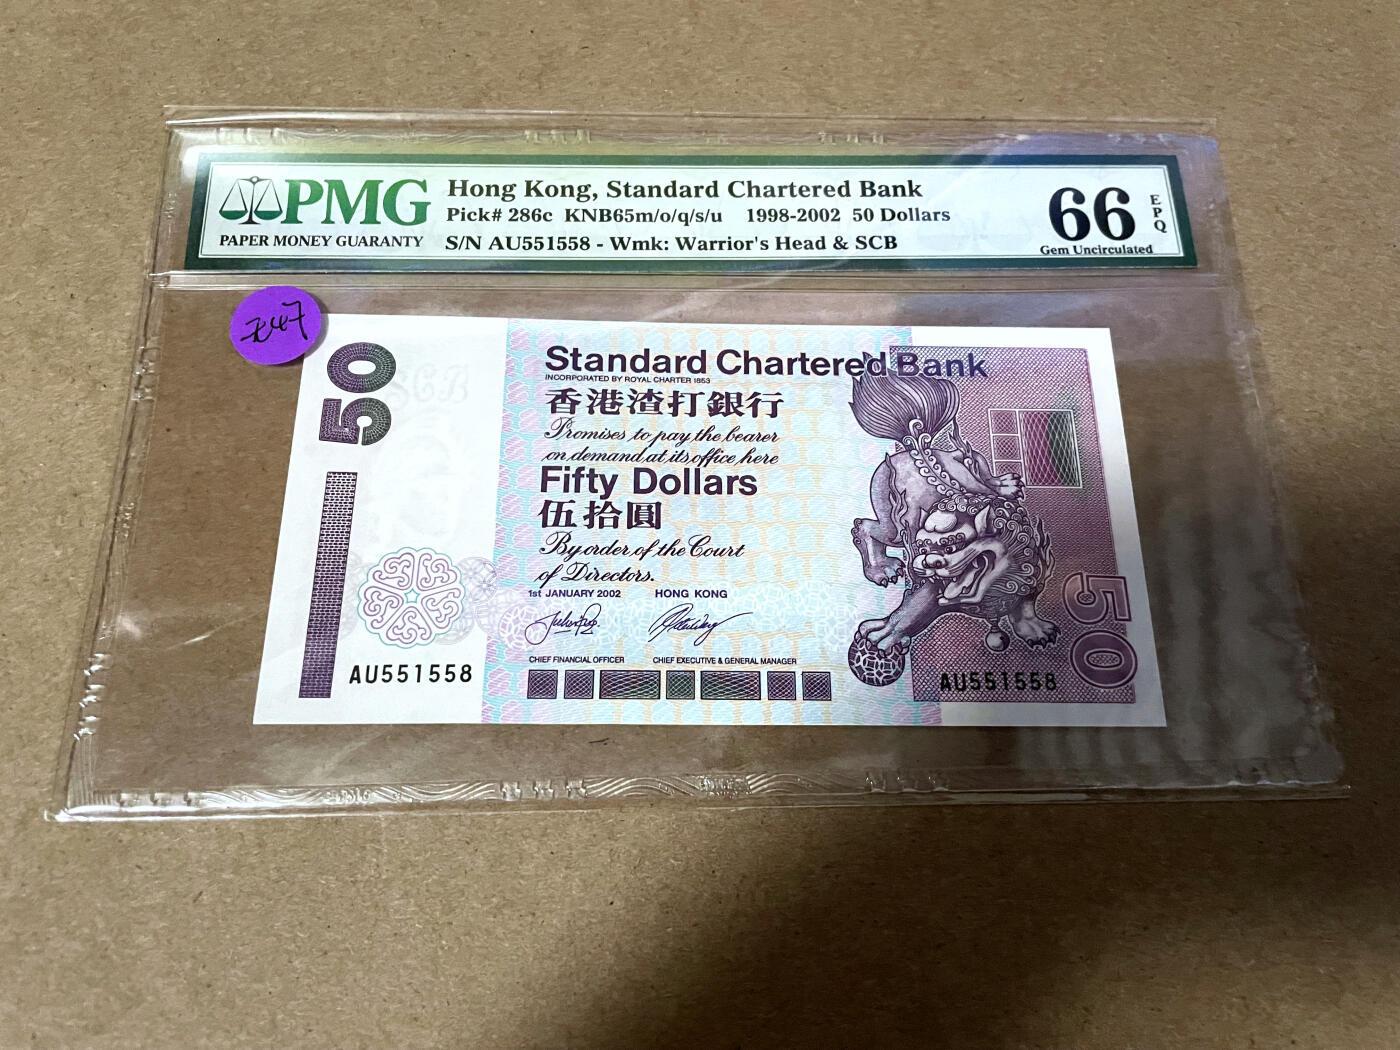 PMG
PAPER MONEY GUARANTY
Hong Kong, Standard Chartered Bank
Pick# 286c KNB65m/o/q/s/u 1998-2002 50 Dollars
S/N AU551558 - Wmk: Warrior's Head & SCB
66
EPQ
Gem Uncirculated
50
Standard Chartered Bank
INCORPORATED BY ROYAL CHARTER 1853
香港渣打銀行
Promises to pay the bearer
on demand at its office here
Fifty Dollars
伍拾圓
By order of the Court
of Directors.
1st JANUARY 2002 HONG KONG
CHIEF FINANCIAL OFFICER CHIEF EXECUTIVE & GENERAL MANAGER
AU551558
AU551558
50